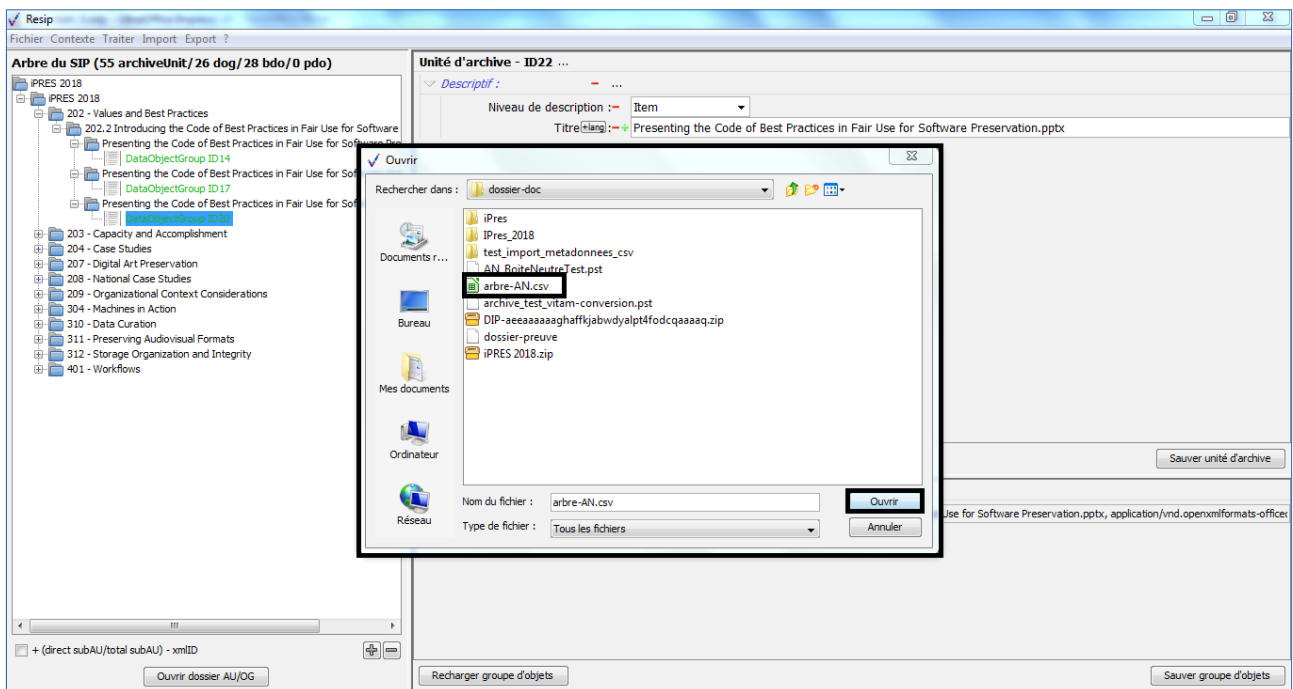 Resip
Fichier Contexte Traiter Import Export ?
Arbre du SIP (55 archiveUnit/26 dog/28 bdo/0 pdo)
iPRES 2018
iPRES 2018
202 - Values and Best Practices
202.2 Introducing the Code of Best Practices in Fair Use for Software
Presenting the Code of Best Practices in Fair Use for Software Pre
DataObjectGroup ID14
Presenting the Code of Best Practices in Fair Use for Sof
DataObjectGroup ID17
Presenting the Code of Best Practices in Fair Use for Sof
DataObjectGroup ID20
203 - Capacity and Accomplishment
204 - Case Studies
207 - Digital Art Preservation
208 - National Case Studies
209 - Organizational Context Considerations
304 - Machines in Action
310 - Data Curation
311 - Preserving Audiovisual Formats
312 - Storage Organization and Integrity
401 - Workflows
+ (direct subAU/total subAU) - xmlID
Ouvrir dossier AU/OG
Unité d'archive - ID22 ...
Descriptif : − ...
Niveau de description :− Item
Titre +lang :−+ Presenting the Code of Best Practices in Fair Use for Software Preservation.pptx
Ouvrir
Rechercher dans : dossier-doc
Documents r...
Bureau
Mes documents
Ordinateur
Réseau
iPres
IPres_2018
test_import_metadonnees_csv
AN_BoiteNeutreTest.pst
arbre-AN.csv
archive_test_vitam-conversion.pst
DIP-aeeaaaaaaghaffkjabwdyalpt4fodcqaaaaq.zip
dossier-preuve
iPRES 2018.zip
Nom du fichier : arbre-AN.csv
Ouvrir
Type de fichier : Tous les fichiers
Annuler
Sauver unité d'archive
Use for Software Preservation.pptx, application/vnd.openxmlformats-officed
Recharger groupe d'objets
Sauver groupe d'objets